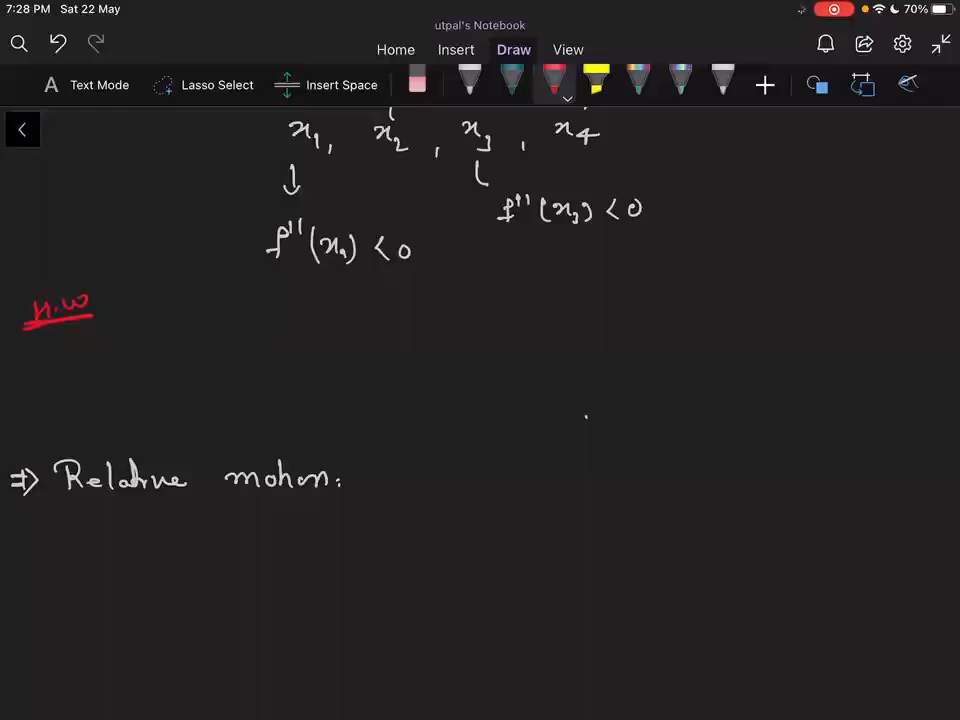 7:28 PM Sat 22 May
70%
utpal's Notebook
Home Insert Draw View
A Text Mode Lasso Select Insert Space
x₁, x₂, x₃, x₄
f''(x₃) < 0
f''(x₁) < 0
H.W
⇒ Relative motion: